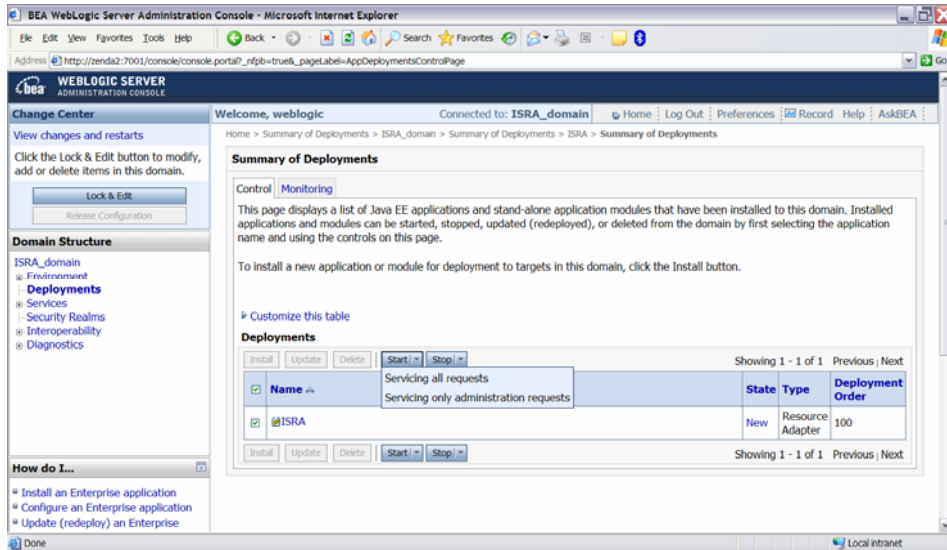 BEA WebLogic Server Administration Console - Microsoft Internet Explorer
File Edit View Favorites Tools Help
Back Search Favorites
Address http://zenda2:7001/console/console.portal?_nfpb=true&_pageLabel=AppDeploymentsControlPage Go
bea WEBLOGIC SERVER
ADMINISTRATION CONSOLE
Change Center
View changes and restarts
Click the Lock & Edit button to modify,
add or delete items in this domain.
Lock & Edit
Release Configuration
Domain Structure
ISRA_domain
Environment
Deployments
Services
Security Realms
Interoperability
Diagnostics
How do I...
Install an Enterprise application
Configure an Enterprise application
Update (redeploy) an Enterprise
Welcome, weblogic Connected to: ISRA_domain Home Log Out Preferences Record Help AskBEA
Home > Summary of Deployments > ISRA_domain > Summary of Deployments > ISRA > Summary of Deployments
Summary of Deployments
Control Monitoring
This page displays a list of Java EE applications and stand-alone application modules that have been installed to this domain. Installed
applications and modules can be started, stopped, updated (redeployed), or deleted from the domain by first selecting the application
name and using the controls on this page.
To install a new application or module for deployment to targets in this domain, click the Install button.
Customize this table
Deployments
Install Update Delete Start Stop Showing 1 - 1 of 1 Previous | Next
Servicing all requests
Servicing only administration requests
Name State Type Deployment
Order
ISRA New Resource
Adapter 100
Install Update Delete Start Stop Showing 1 - 1 of 1 Previous | Next
Done Local intranet